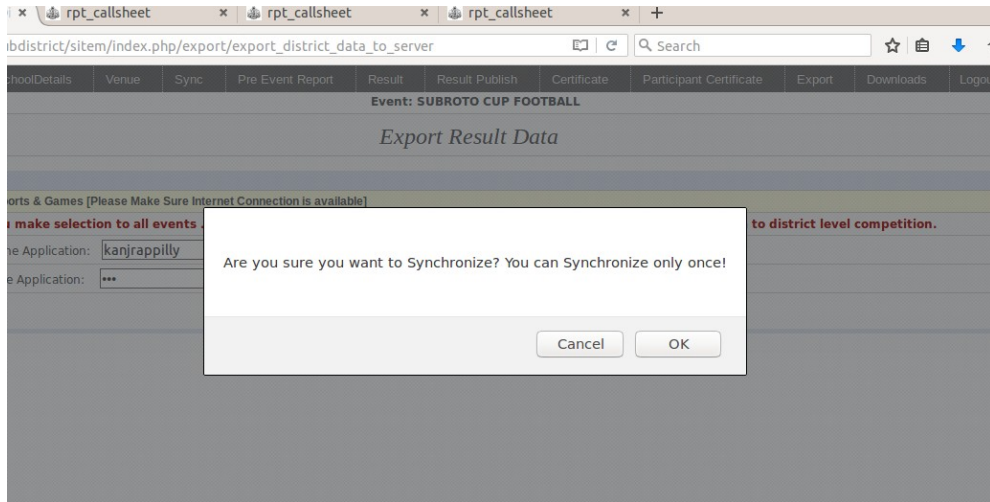 rpt_callsheet rpt_callsheet rpt_callsheet
ubdistrict/sitem/index.php/export/export_district_data_to_server Search
choolDetails Venue Sync Pre Event Report Result Result Publish Certificate Participant Certificate Export Downloads Logou
Event: SUBROTO CUP FOOTBALL
Export Result Data
orts & Games [Please Make Sure Internet Connection is available]
u make selection to all events . to district level competition.
ne Application: kanjrappilly
e Application: •••
Are you sure you want to Synchronize? You can Synchronize only once!
Cancel OK